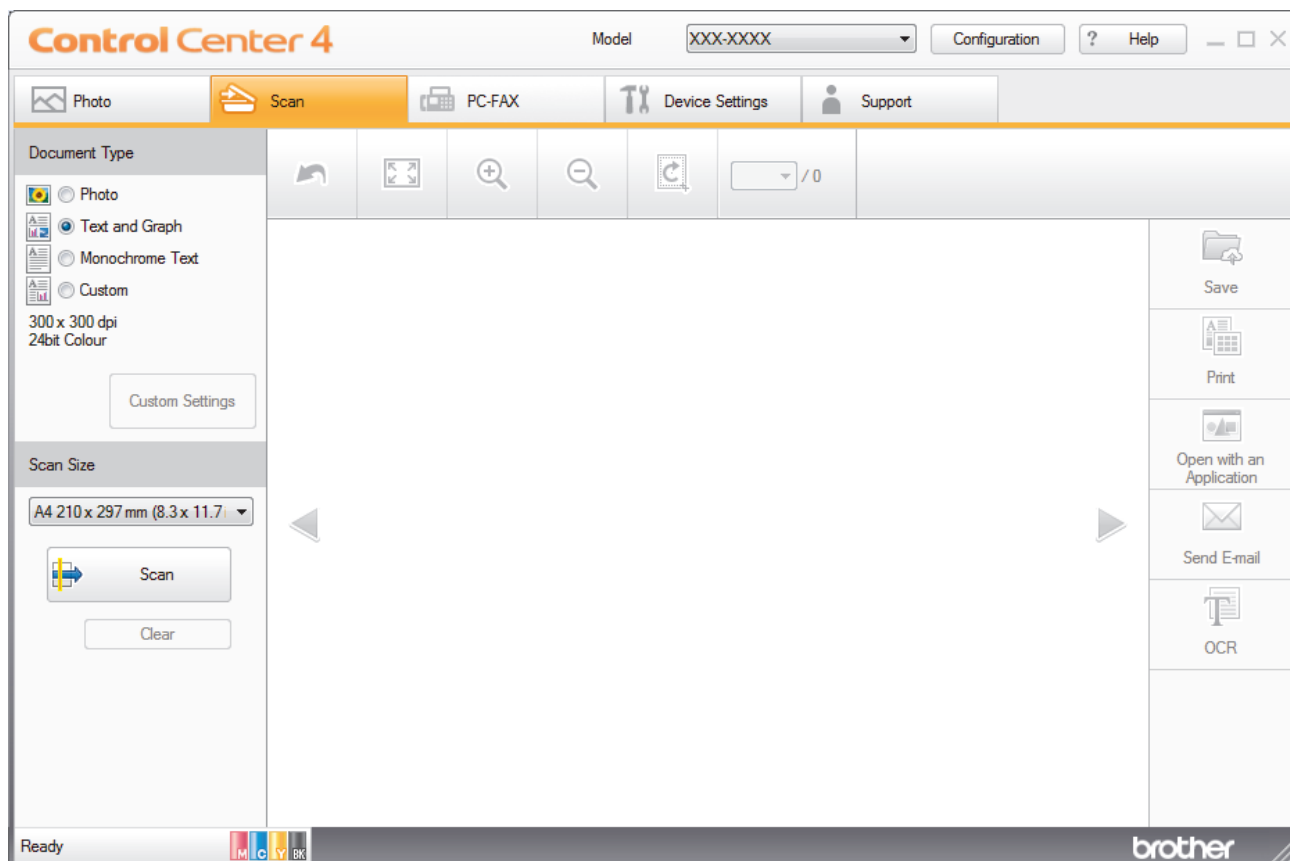 Control Center 4
Model
XXX-XXXX
Configuration
? Help
Photo
Scan
PC-FAX
Device Settings
Support
Document Type
Photo
Text and Graph
Monochrome Text
Custom
300 x 300 dpi
24bit Colour
Custom Settings
Scan Size
A4 210 x 297 mm (8.3 x 11.7
Scan
Clear
/ 0
Save
Print
Open with an
Application
Send E-mail
OCR
Ready
M C Y BK
brother